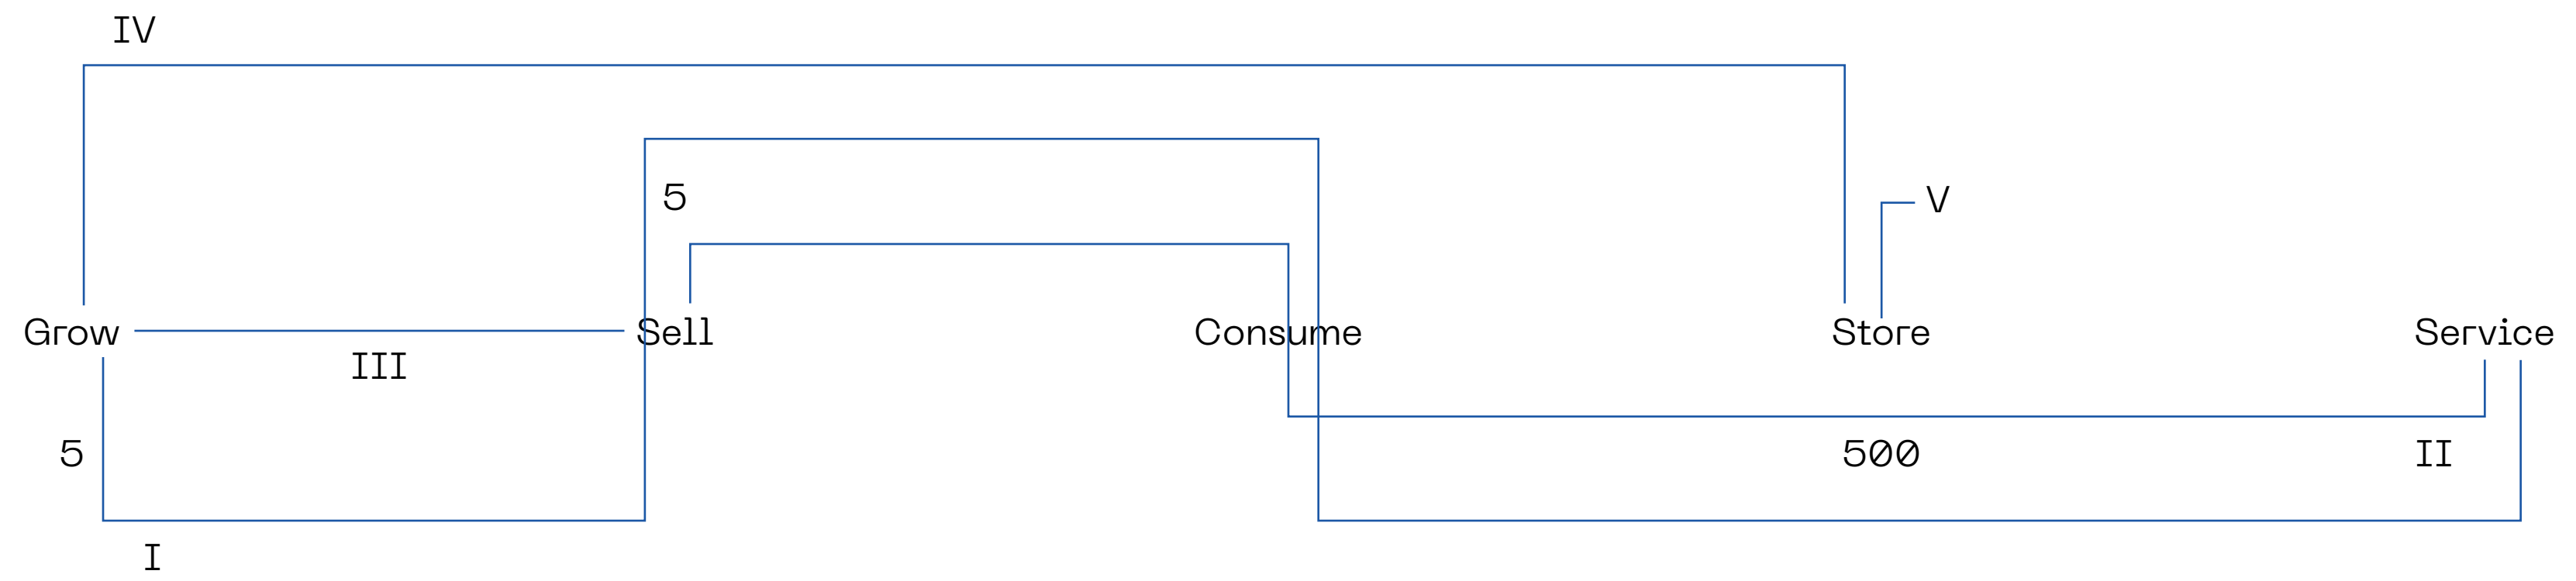 IV
5
V
Grow
Sell
Consume
Store
Service
III
5
500
II
I